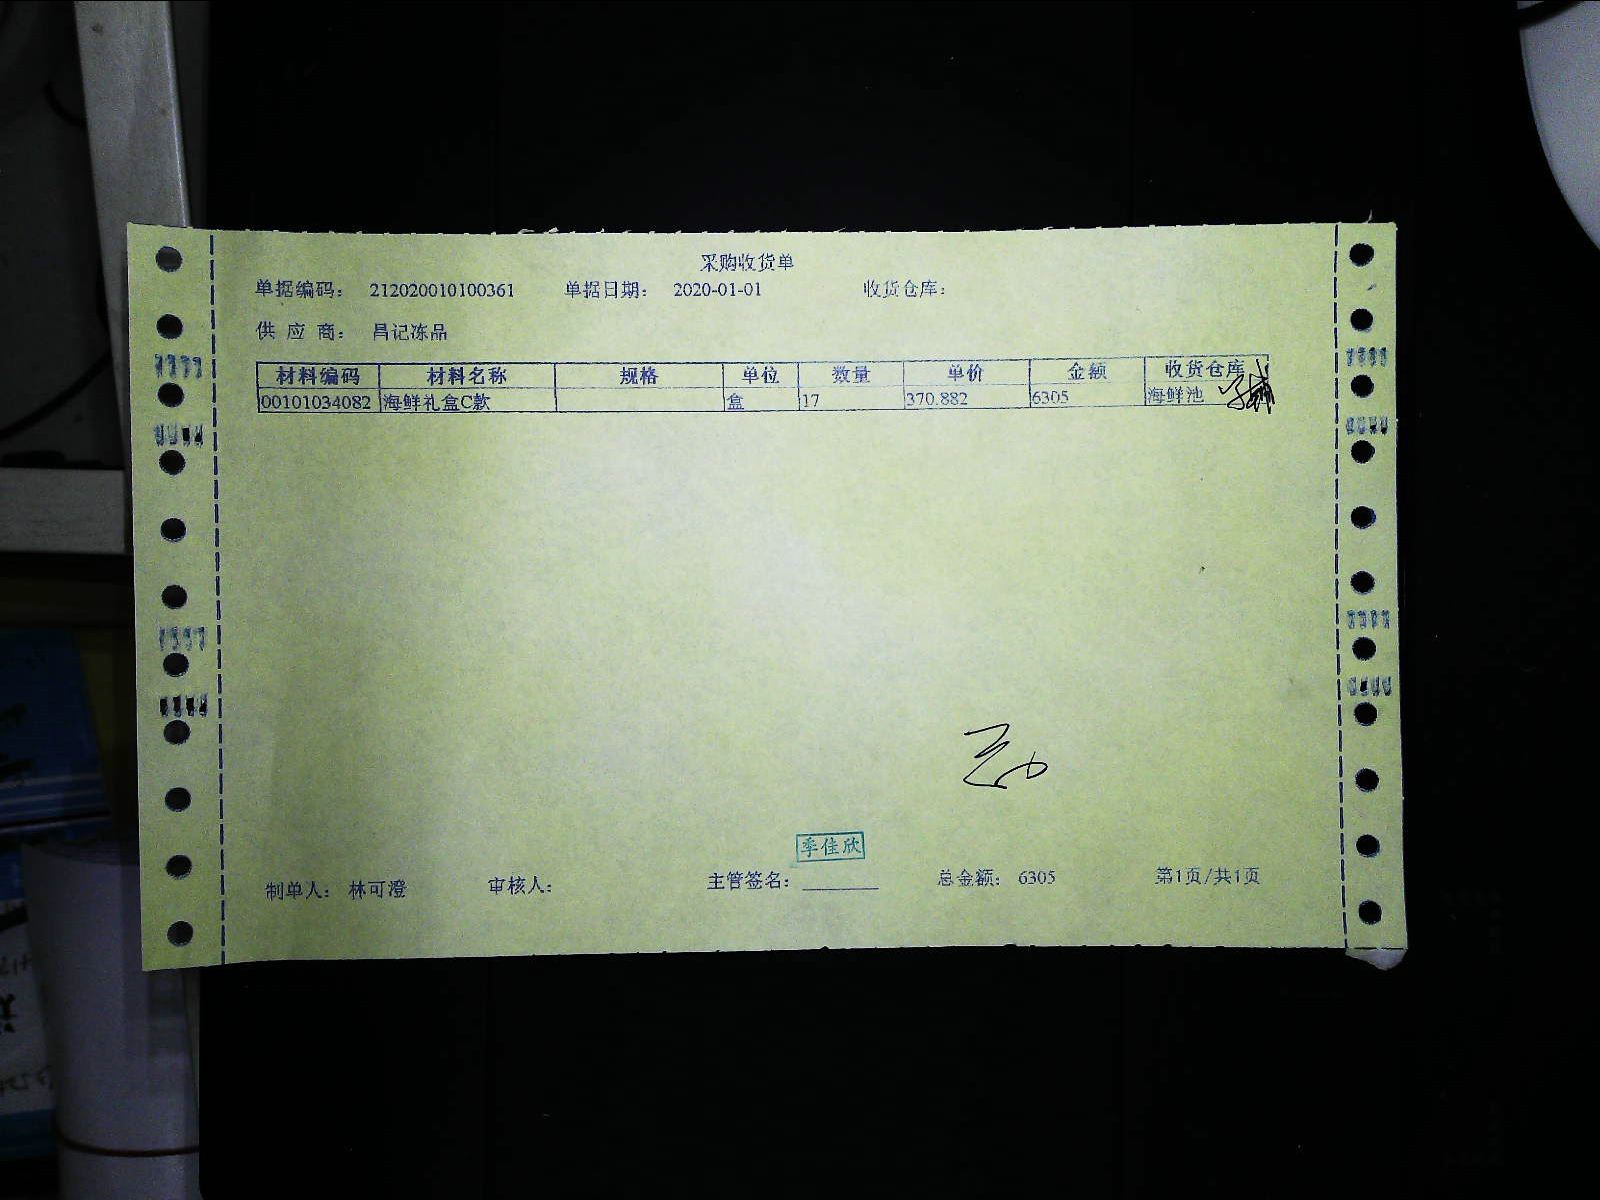 采购收货单
单据编码： 212020010100361 单据日期： 2020-01-01 收货仓库：
供 应 商： 昌记冻品
材料编码 材料名称 规格 单位 数量 单价 金额 收货仓库
00101034082 海鲜礼盒C款 盒 17 370.882 6305 海鲜池
季佳欣
制单人： 林可澄 审核人： 主管签名：________ 总金额： 6305 第1页/共1页